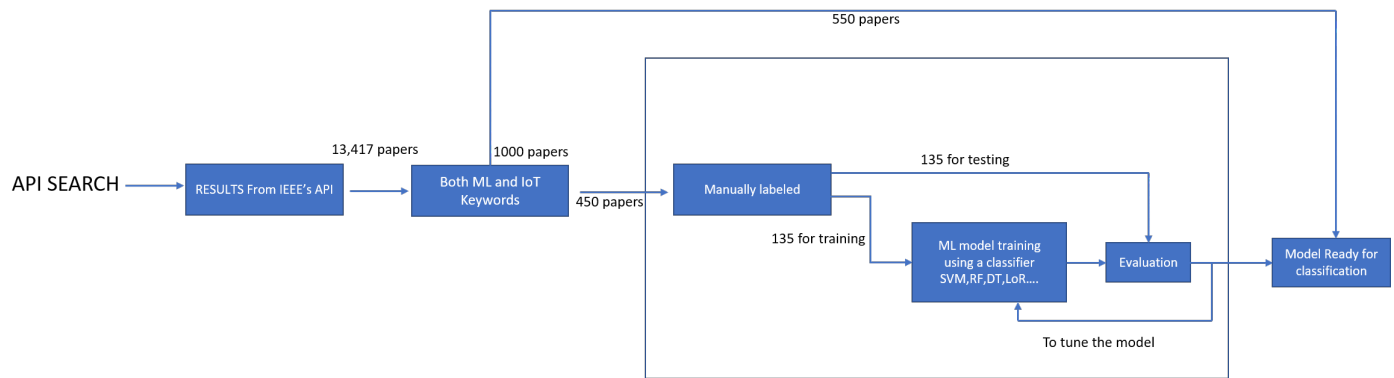 550 papers
13,417 papers
1000 papers
API SEARCH
RESULTS From IEEE's API
Both ML and IoT
Keywords
450 papers
Manually labeled
135 for testing
135 for training
ML model training
using a classifier
SVM,RF,DT,LoR....
Evaluation
Model Ready for
classification
To tune the model